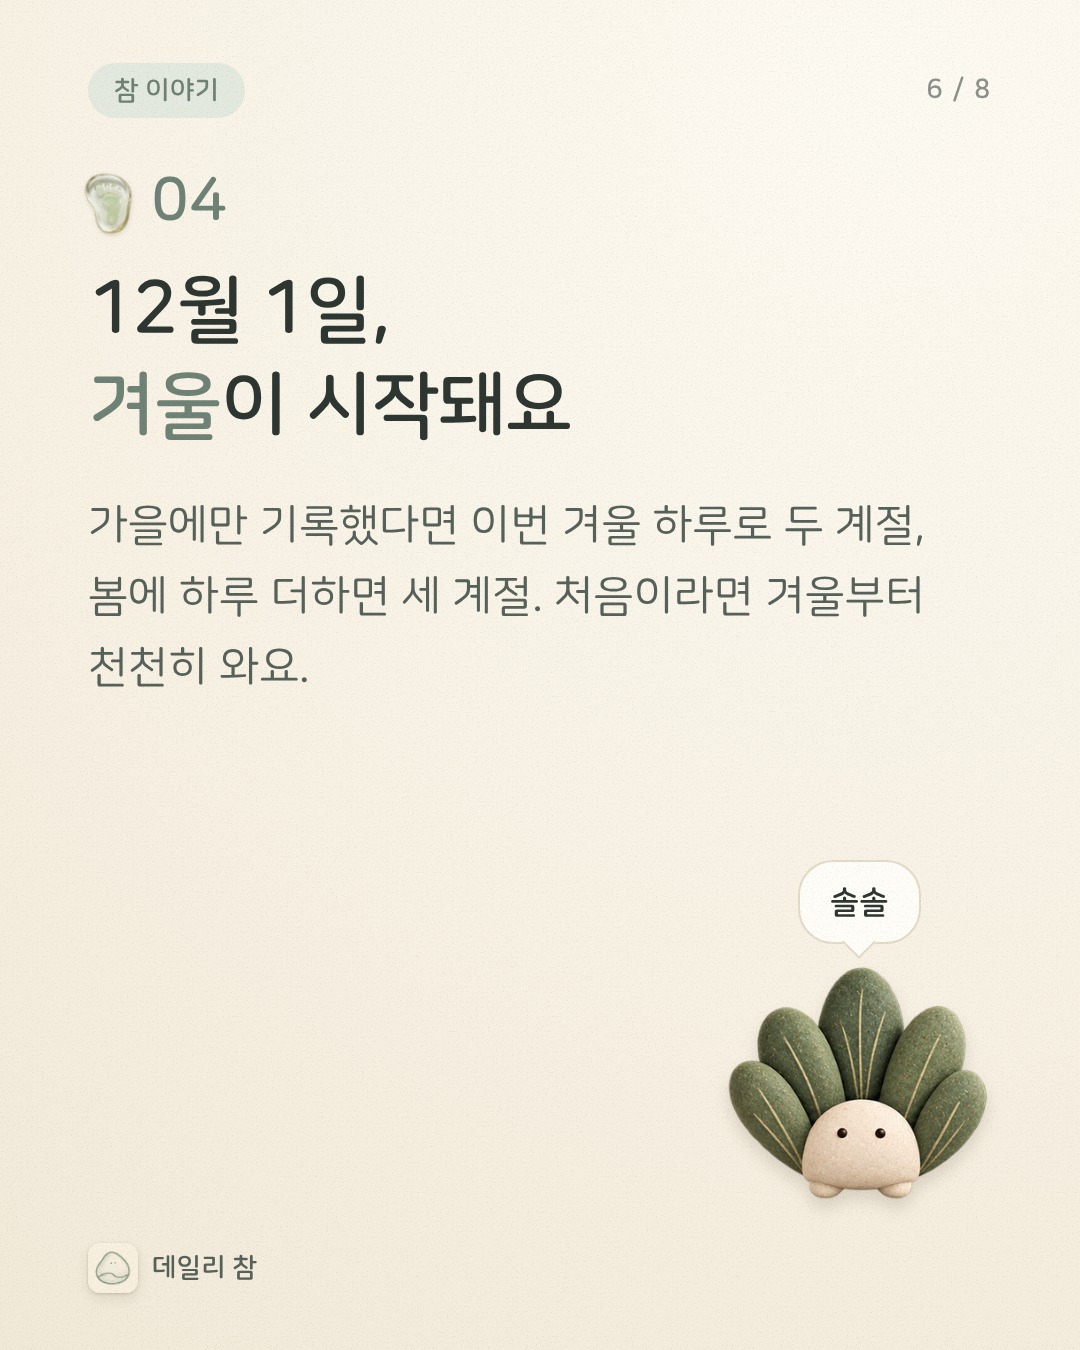 참 이야기
6 / 8
04
12월 1일,
겨울이 시작돼요
가을에만 기록했다면 이번 겨울 하루로 두 계절,
봄에 하루 더하면 세 계절. 처음이라면 겨울부터
천천히 와요.
솔솔
데일리 참